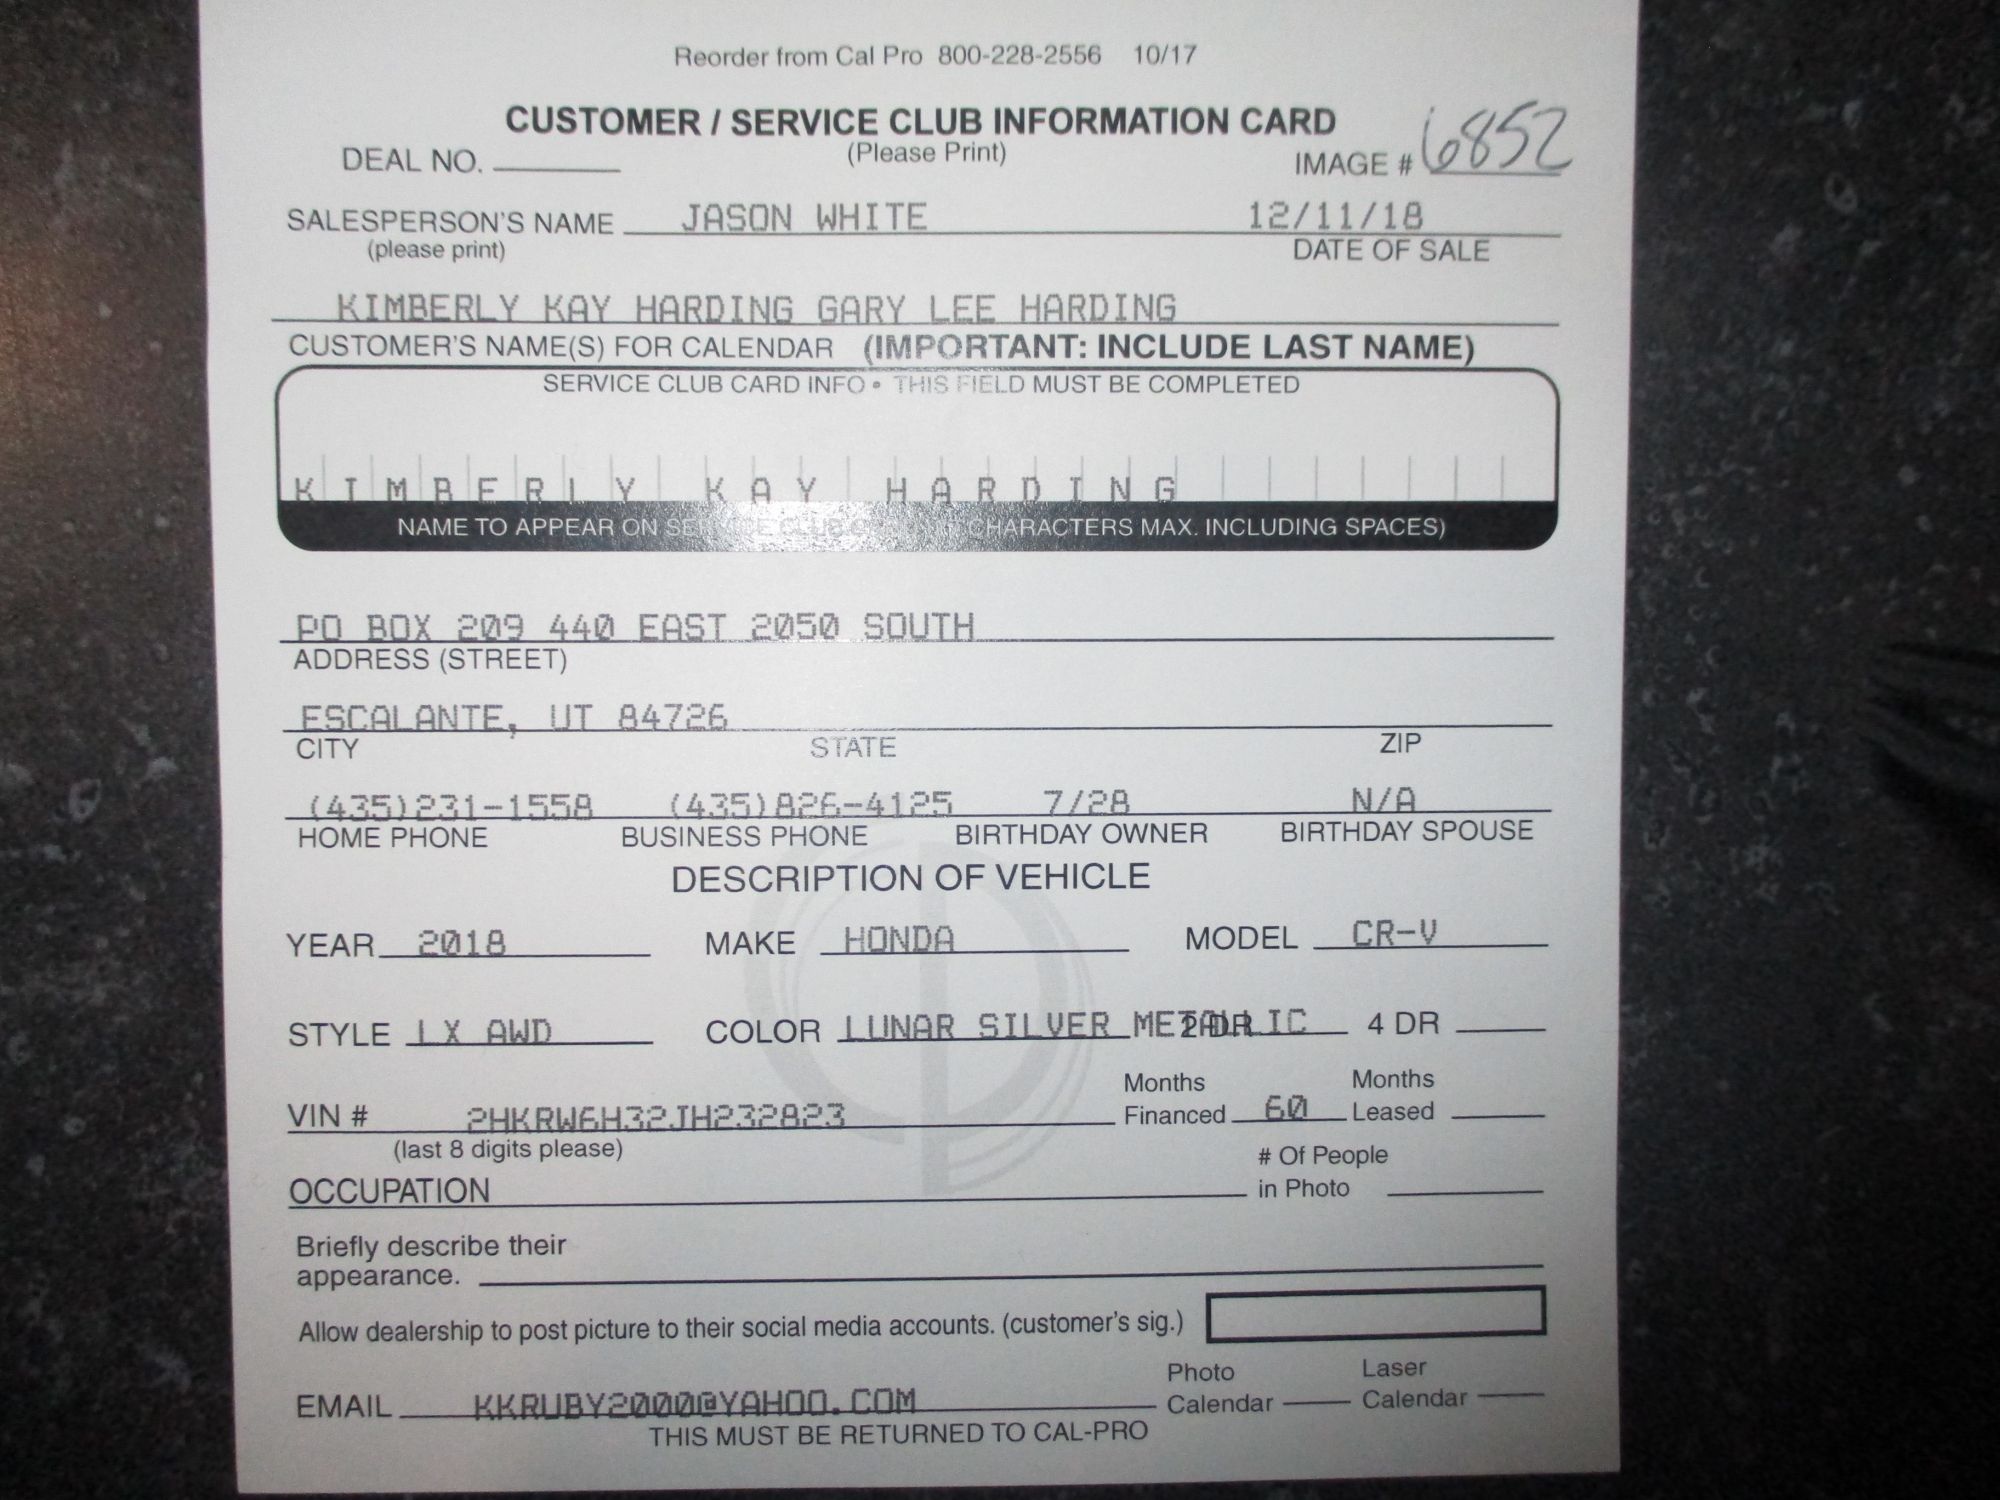 Reorder from Cal Pro 800-228-2556 10/17
CUSTOMER / SERVICE CLUB INFORMATION CARD
(Please Print)
DEAL NO. IMAGE # 6852
SALESPERSON'S NAME JASON WHITE 12/11/18
(please print) DATE OF SALE
KIMBERLY KAY HARDING GARY LEE HARDING
CUSTOMER'S NAME(S) FOR CALENDAR (IMPORTANT: INCLUDE LAST NAME)
SERVICE CLUB CARD INFO • THIS FIELD MUST BE COMPLETED
KIMBERLY KAY HARDING
NAME TO APPEAR ON SERVICE CLUB CHARACTERS MAX. INCLUDING SPACES)
PO BOX 209 440 EAST 2050 SOUTH
ADDRESS (STREET)
ESCALANTE, UT 84726
CITY STATE ZIP
(435)231-1558 (435)826-4125 7/28 N/A
HOME PHONE BUSINESS PHONE BIRTHDAY OWNER BIRTHDAY SPOUSE
DESCRIPTION OF VEHICLE
YEAR 2018 MAKE HONDA MODEL CR-V
STYLE LX AWD COLOR LUNAR SILVER METALLIC 2 DR 4 DR
Months Months
VIN # 2HKRW6H32JH232823 Financed 60 Leased
(last 8 digits please)
# Of People
OCCUPATION in Photo
Briefly describe their
appearance.
Allow dealership to post picture to their social media accounts. (customer's sig.)
Photo Laser
EMAIL KKRUBY2000@YAHOO.COM Calendar Calendar
THIS MUST BE RETURNED TO CAL-PRO